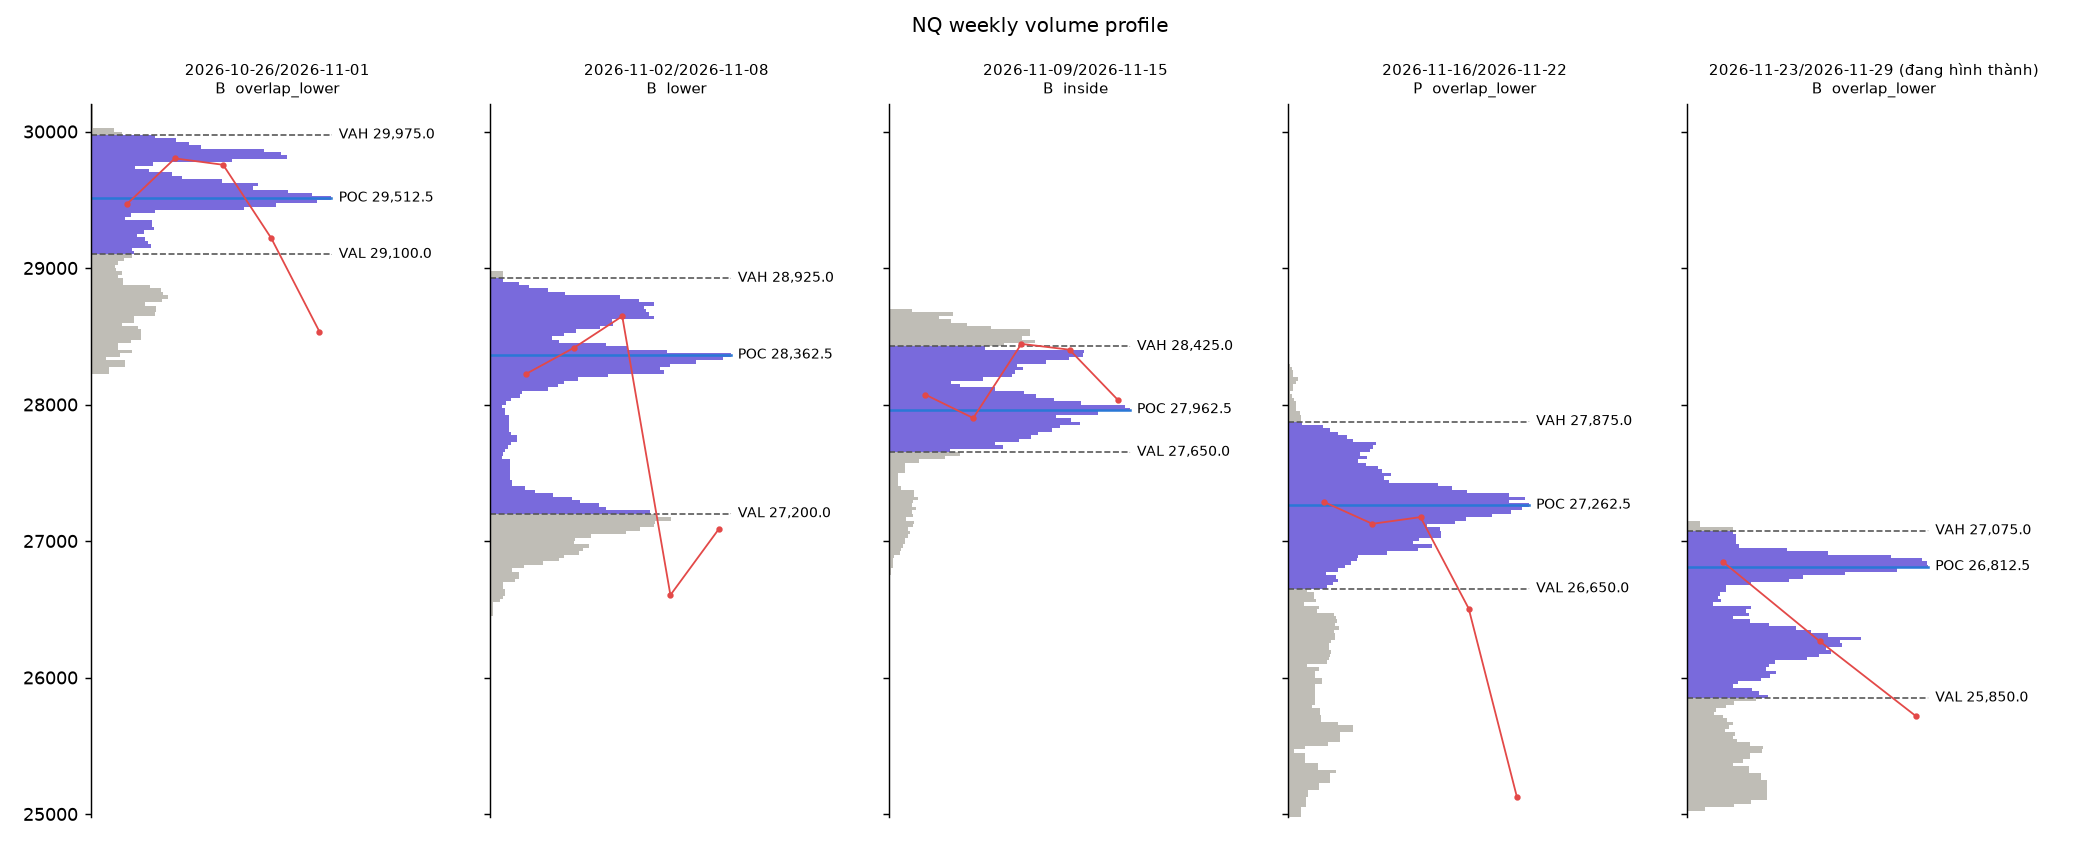 NQ weekly volume profile
2026-10-26/2026-11-01
B overlap_lower
30000
29000
28000
27000
26000
25000
VAH 29,975.0
POC 29,512.5
VAL 29,100.0
2026-11-02/2026-11-08
B lower
VAH 28,925.0
POC 28,362.5
VAL 27,200.0
2026-11-09/2026-11-15
B inside
VAH 28,425.0
POC 27,962.5
VAL 27,650.0
2026-11-16/2026-11-22
P overlap_lower
VAH 27,875.0
POC 27,262.5
VAL 26,650.0
2026-11-23/2026-11-29 (đang hình thành)
B overlap_lower
VAH 27,075.0
POC 26,812.5
VAL 25,850.0